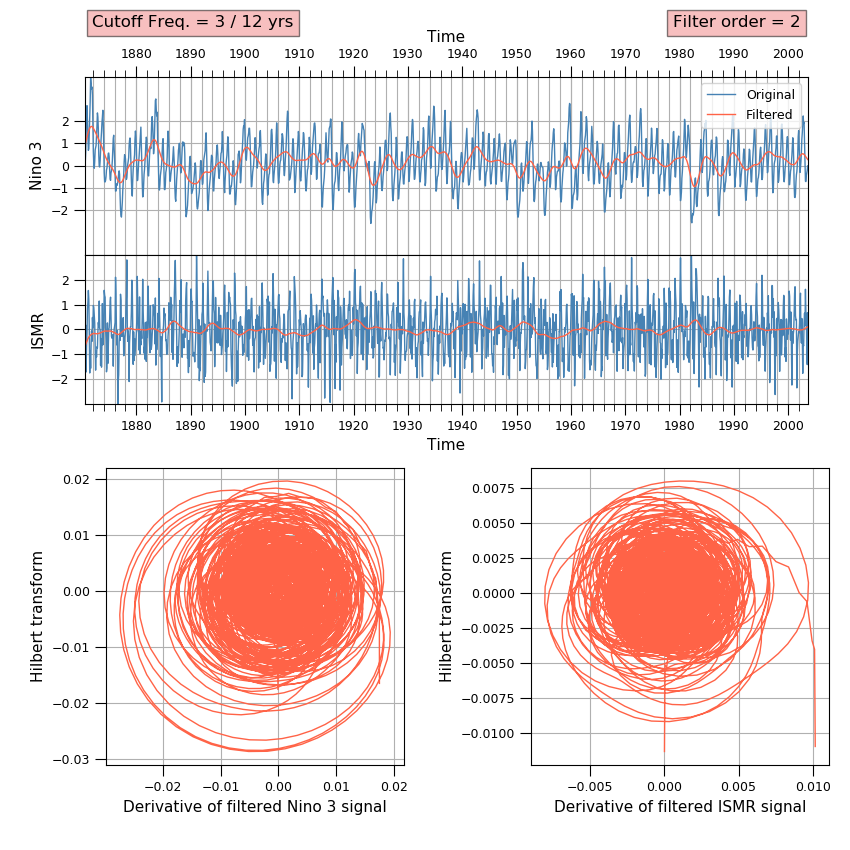 Cutoff Freq. = 3 / 12 yrs
Filter order = 2
Time
1880 1890 1900 1910 1920 1930 1940 1950 1960 1970 1980 1990 2000
Original
Filtered
Nino 3
2
1
0
−1
−2
ISMR
2
1
0
−1
−2
1880 1890 1900 1910 1920 1930 1940 1950 1960 1970 1980 1990 2000
Time
Hilbert transform
0.02
0.01
0.00
−0.01
−0.02
−0.03
−0.02 −0.01 0.00 0.01 0.02
Derivative of filtered Nino 3 signal
Hilbert transform
0.0075
0.0050
0.0025
0.0000
−0.0025
−0.0050
−0.0075
−0.0100
−0.005 0.000 0.005 0.010
Derivative of filtered ISMR signal